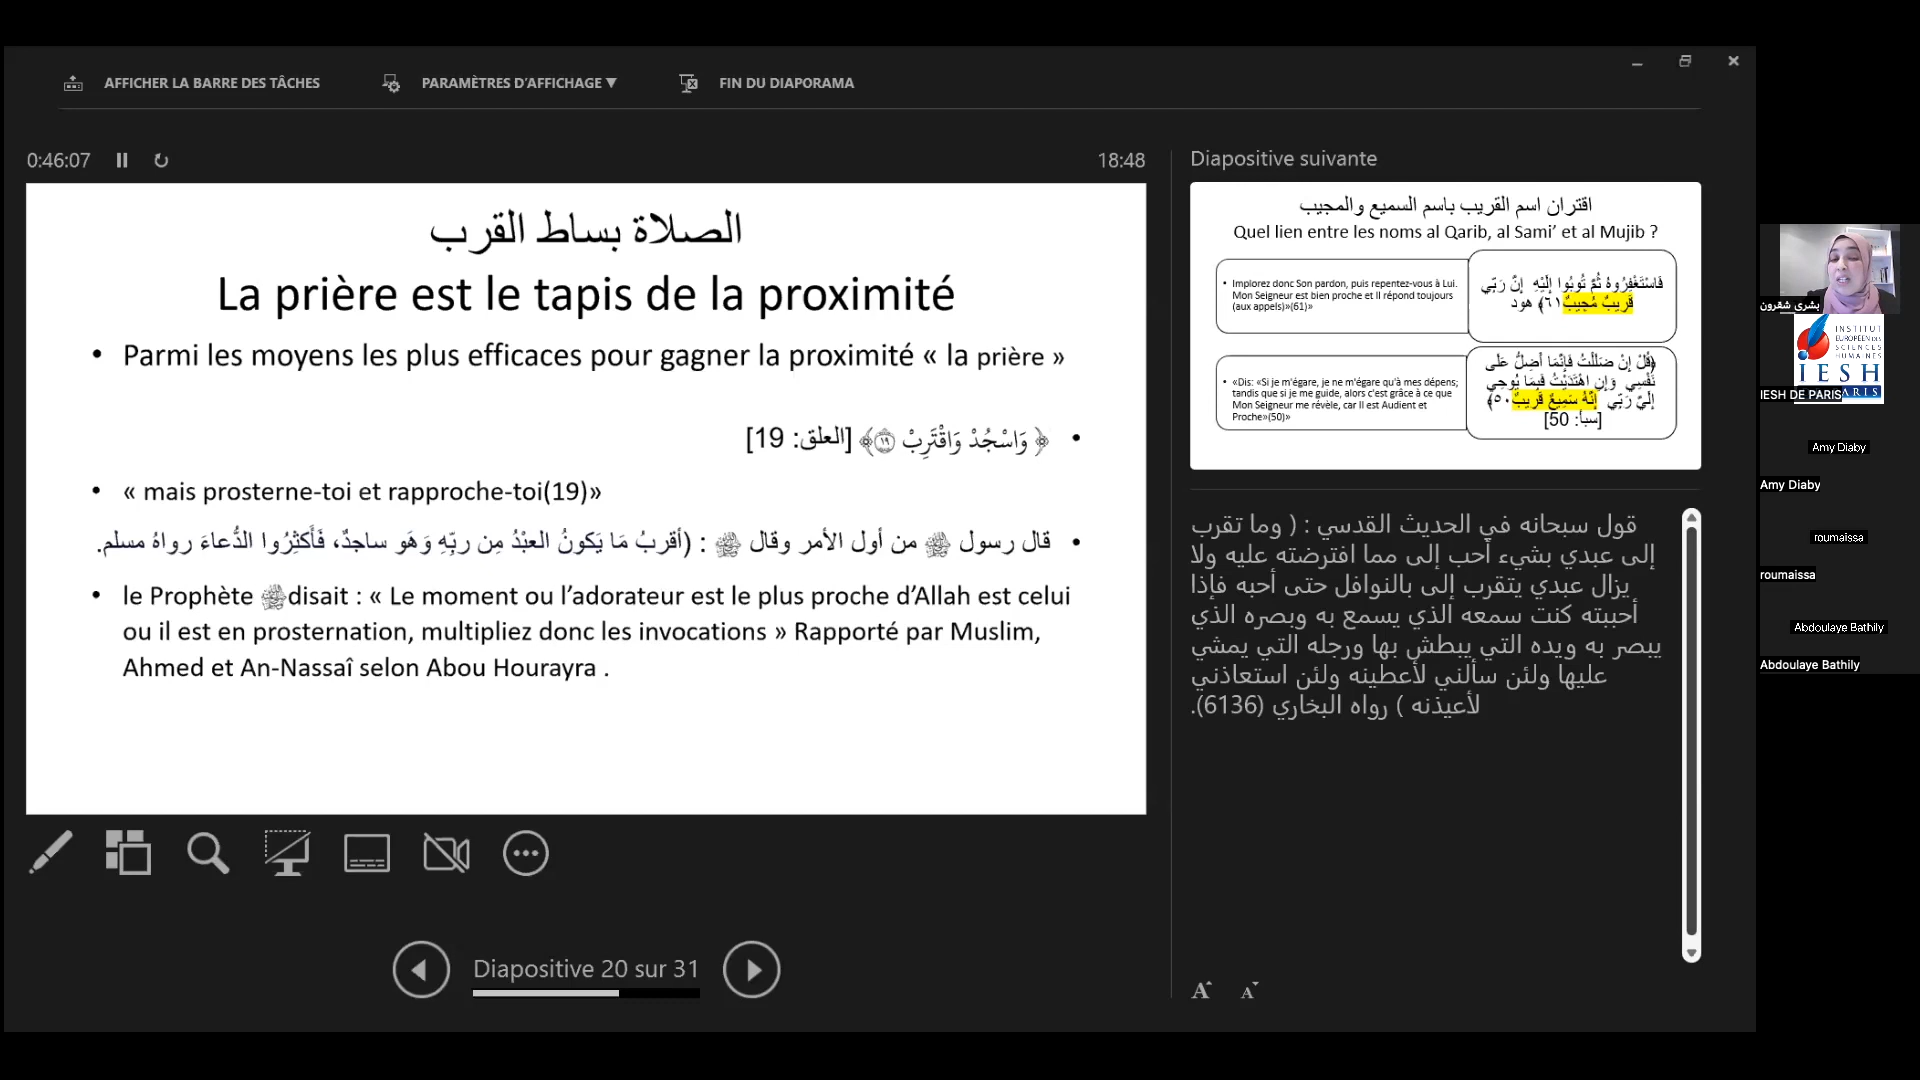 AFFICHER LA BARRE DES TÂCHES
PARAMÈTRES D'AFFICHAGE ▼
FIN DU DIAPORAMA
0:46:07
18:48
الصلاة بساط القرب
La prière est le tapis de la proximité
• Parmi les moyens les plus efficaces pour gagner la proximité « la prière »
• ﴿ وَاسْجُدْ وَاقْتَرِبْ ۩ ﴿١٩﴾ [العلق: 19]
• « mais prosterne-toi et rapproche-toi(19)»
• قال رسول ﷺ من أول الأمر وقال ﷺ : (أقربُ مَا يَكونُ العبْدُ مِن ربِّهِ وَهَو ساجدٌ، فَأَكثِرُوا الدُّعاءَ رواهُ مسلم.
• le Prophète ﷺ disait : « Le moment ou l’adorateur est le plus proche d’Allah est celui
ou il est en prosternation, multipliez donc les invocations » Rapporté par Muslim,
Ahmed et An-Nassaî selon Abou Hourayra .
Diapositive 20 sur 31
Diapositive suivante
اقتران اسم القريب باسم السميع والمجيب
Quel lien entre les noms al Qarib, al Sami’ et al Mujib ?
• Implorez donc Son pardon, puis repentez-vous à Lui.
Mon Seigneur est bien proche et Il répond toujours
(aux appels)»(61)»
فَاسْتَغْفِرُوهُ ثُمَّ تُوبُوا إِلَيْهِ إِنَّ رَبِّي
قَرِيبٌ مُجِيبٌ ٦١﴾ هود
• «Dis: «Si je m'égare, je ne m'égare qu'à mes dépens;
tandis que si je me guide, alors c'est grâce à ce que
Mon Seigneur me révèle, car Il est Audient et
Proche»(50)»
﴿قُلْ إِنْ ضَلَلْتُ فَإِنَّمَا أَضِلُّ عَلَى
نَفْسِي وَإِنِ اهْتَدَيْتُ فَبِمَا يُوحِي
إِلَيَّ رَبِّي إِنَّهُ سَمِيعٌ قَرِيبٌ ٥٠﴾
[سبأ: 50]
قول سبحانه في الحديث القدسي : ( وما تقرب
إلى عبدي بشيء أحب إلى مما افترضته عليه ولا
يزال عبدي يتقرب إلى بالنوافل حتى أحبه فإذا
أحببته كنت سمعه الذي يسمع به وبصره الذي
يبصر به ويده التي يبطش بها ورجله التي يمشي
عليها ولئن سألني لأعطينه ولئن استعاذني
لأعيذنه ) رواه البخاري (6136).
بشرى شقرون
INSTITUT
EUROPÉEN DES
SCIENCES
HUMAINES
IESH
PARIS
IESH DE PARIS
Amy Diaby
Amy Diaby
roumaissa
roumaissa
Abdoulaye Bathily
Abdoulaye Bathily